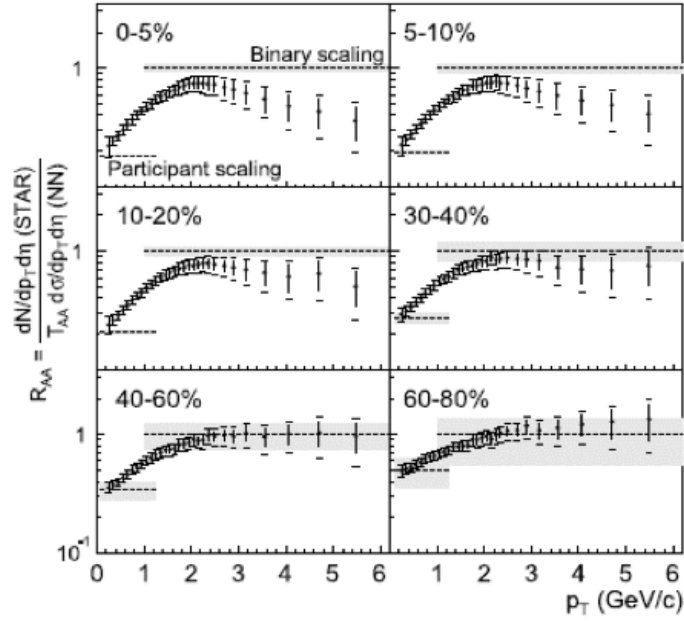 0-5%
5-10%
Binary scaling
1
Participant scaling
10-20%
30-40%
1
R_AA = dN/dp_T dη (STAR) / T_AA dσ/dp_T dη (NN)
40-60%
60-80%
1
10^-1
0 1 2 3 4 5 6 0 1 2 3 4 5 6
p_T (GeV/c)